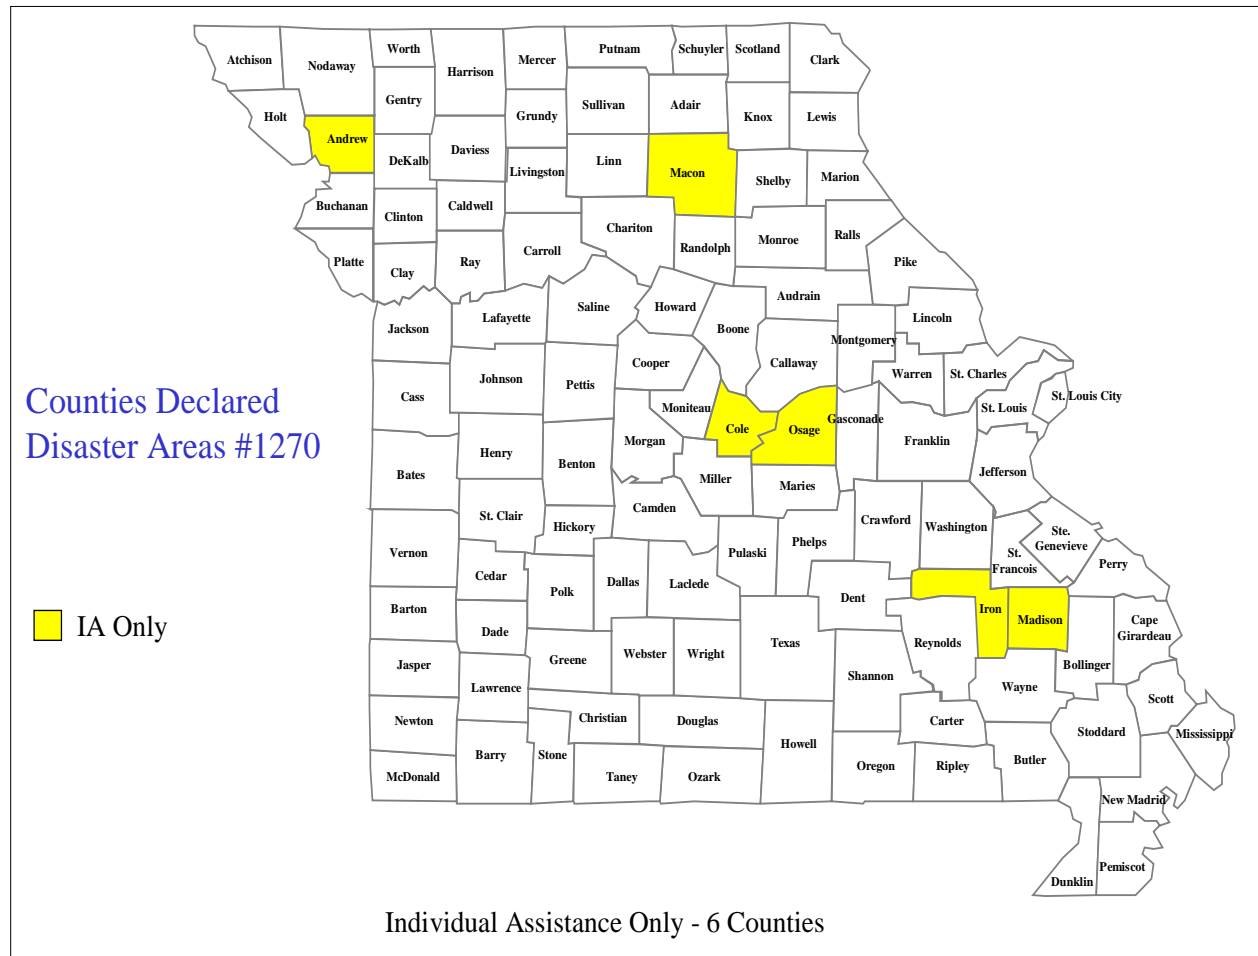 Atchison
Nodaway
Worth
Harrison
Mercer
Putnam
Schuyler
Scotland
Clark
Holt
Gentry
Grundy
Sullivan
Adair
Knox
Lewis
Andrew
DeKalb
Daviess
Livingston
Linn
Macon
Shelby
Marion
Buchanan
Clinton
Caldwell
Chariton
Randolph
Monroe
Ralls
Platte
Clay
Ray
Carroll
Pike
Jackson
Lafayette
Saline
Howard
Boone
Audrain
Montgomery
Lincoln
Cass
Johnson
Pettis
Cooper
Callaway
Warren
St. Charles
St. Louis
St. Louis City
Counties Declared
Disaster Areas #1270
Moniteau
Cole
Osage
Gasconade
Franklin
Jefferson
Bates
Henry
Benton
Morgan
Miller
Maries
St. Clair
Hickory
Camden
Crawford
Washington
Ste.
Genevieve
Vernon
Cedar
Polk
Dallas
Laclede
Pulaski
Phelps
St.
Francois
Perry
IA Only
Barton
Dade
Dent
Iron
Madison
Cape
Girardeau
Jasper
Lawrence
Greene
Webster
Wright
Texas
Shannon
Reynolds
Wayne
Bollinger
Scott
Newton
Christian
Douglas
Howell
Carter
Stoddard
Mississippi
McDonald
Barry
Stone
Taney
Ozark
Oregon
Ripley
Butler
New Madrid
Pemiscot
Dunklin
Individual Assistance Only - 6 Counties